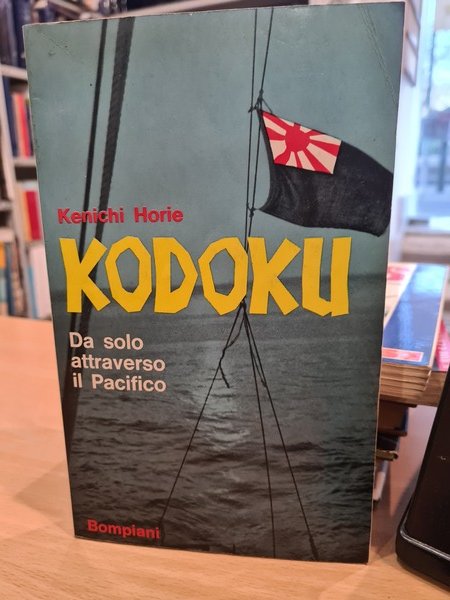 Kenichi Horie
KODOKU
Da solo
attraverso
il Pacifico
Bompiani